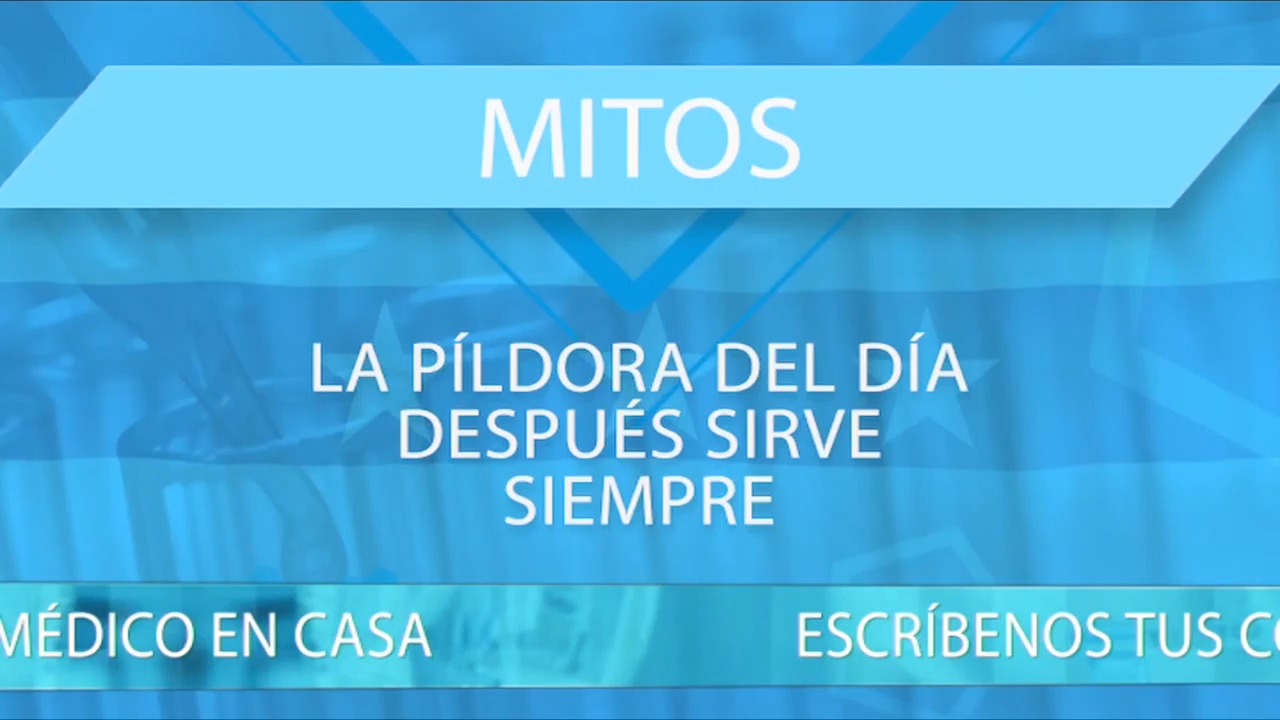 MITOS
LA PÍLDORA DEL DÍA
DESPUÉS SIRVE
SIEMPRE
MÉDICO EN CASA
ESCRÍBENOS TUS